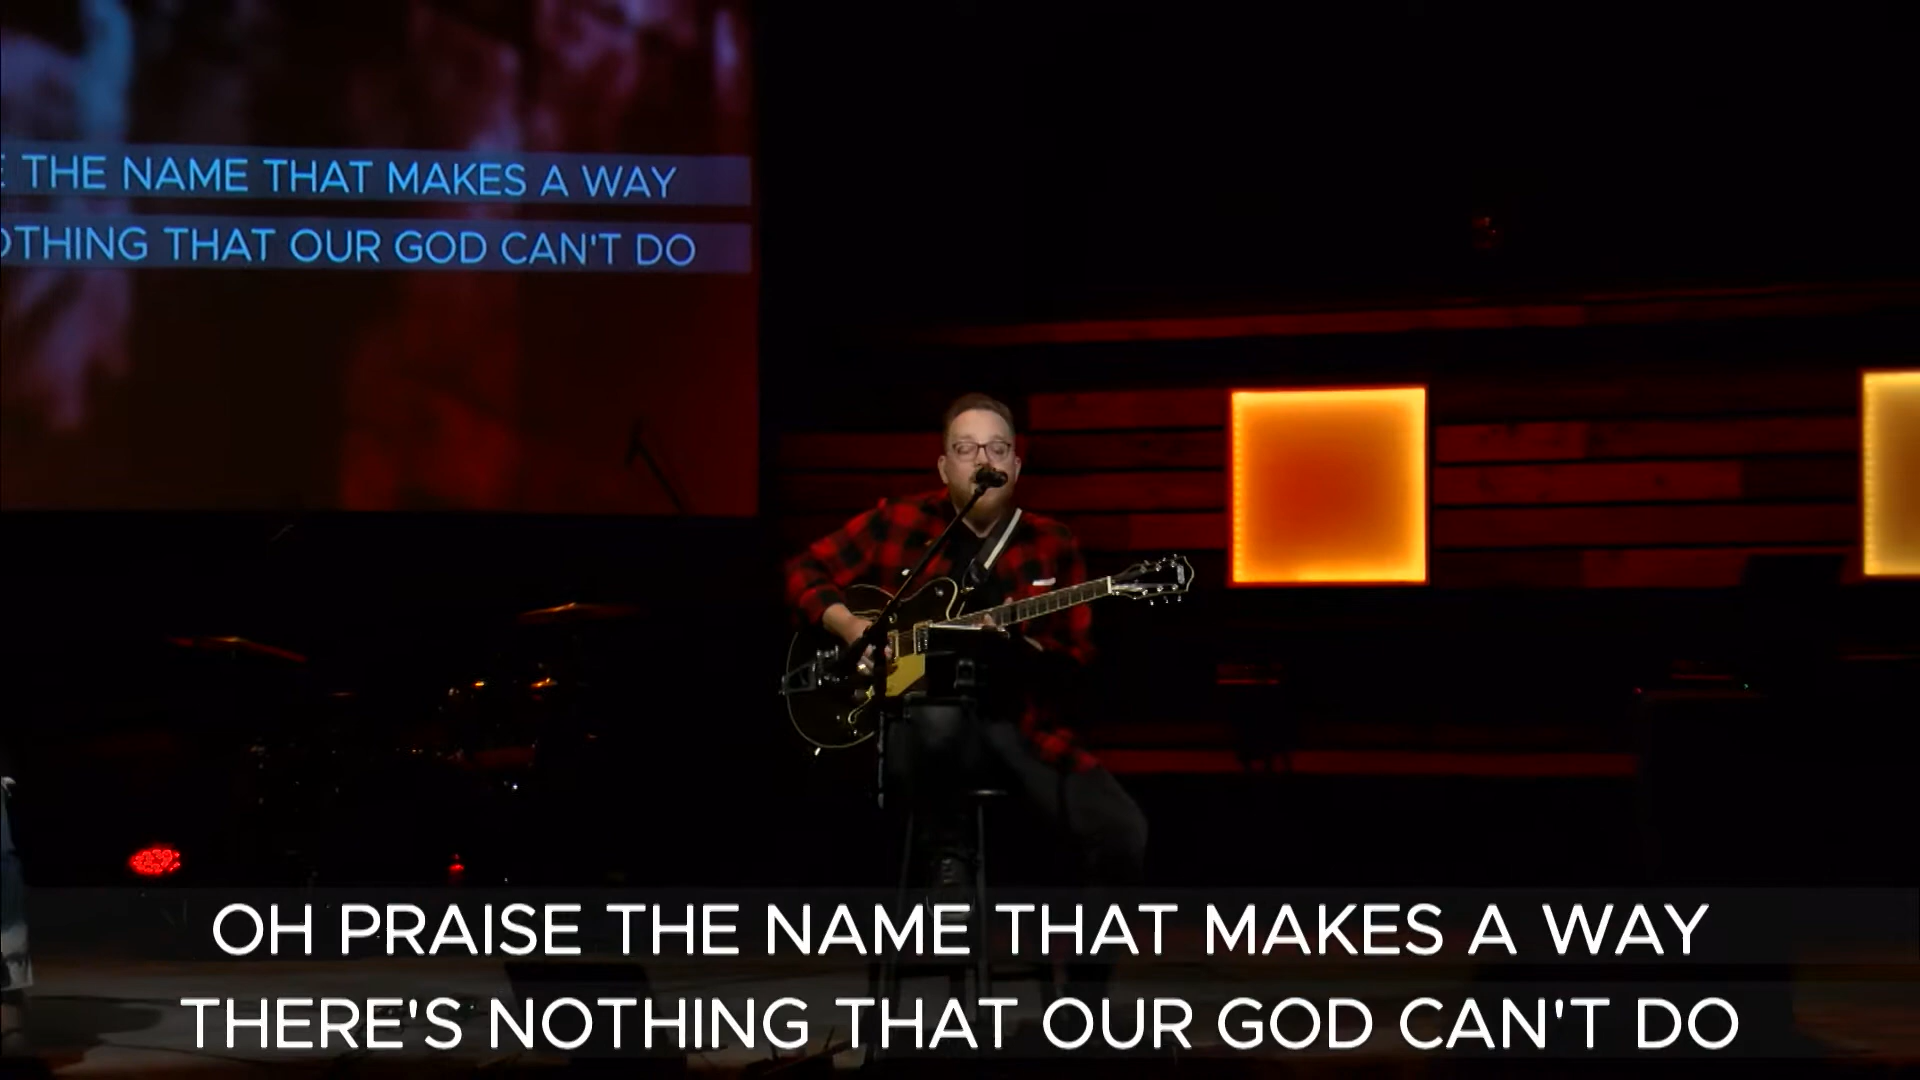 THE NAME THAT MAKES A WAY
OTHING THAT OUR GOD CAN'T DO
OH PRAISE THE NAME THAT MAKES A WAY
THERE'S NOTHING THAT OUR GOD CAN'T DO